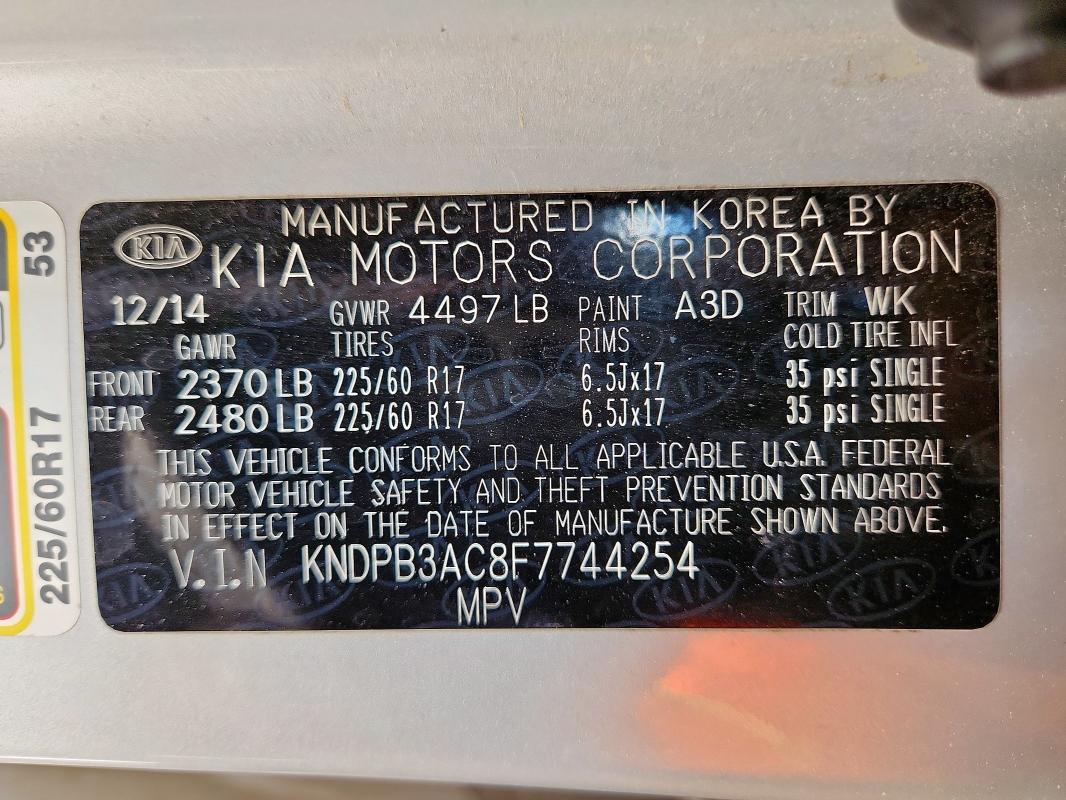 MANUFACTURED IN KOREA BY
KIA KIA MOTORS CORPORATION
12/14 GVWR 4497 LB PAINT A3D TRIM WK
GAWR TIRES RIMS COLD TIRE INFL
FRONT 2370 LB 225/60 R17 6.5Jx17 35 psi SINGLE
REAR 2480 LB 225/60 R17 6.5Jx17 35 psi SINGLE
THIS VEHICLE CONFORMS TO ALL APPLICABLE U.S.A. FEDERAL
MOTOR VEHICLE SAFETY AND THEFT PREVENTION STANDARDS
IN EFFECT ON THE DATE OF MANUFACTURE SHOWN ABOVE.
V.I.N KNDPB3AC8F7744254
MPV
225/60R17 53